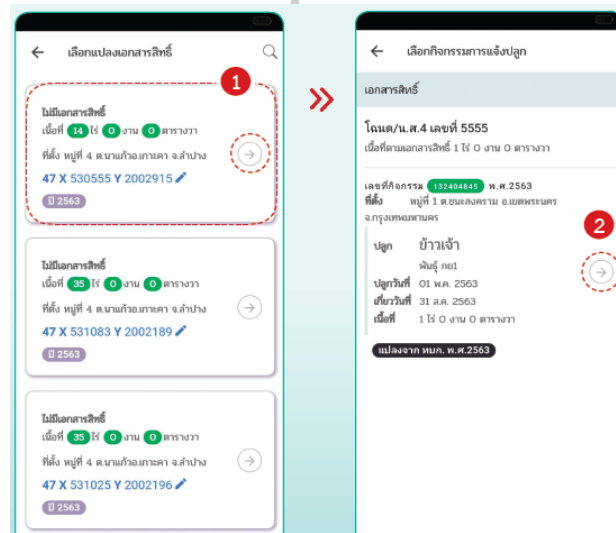 เลือกแปลงเอกสารสิทธิ์
1
ไม่มีเอกสารสิทธิ์
เนื้อที่ 14 ไร่ 0 งาน 0 ตารางวา
ที่ตั้ง หมู่ที่ 4 ต.นาแก้วอ.เกาะคา จ.ลำปาง
47 X 530555 Y 2002915
ปี 2563
ไม่มีเอกสารสิทธิ์
เนื้อที่ 35 ไร่ 0 งาน 0 ตารางวา
ที่ตั้ง หมู่ที่ 4 ต.นาแก้วอ.เกาะคา จ.ลำปาง
47 X 531083 Y 2002189
ปี 2563
ไม่มีเอกสารสิทธิ์
เนื้อที่ 35 ไร่ 0 งาน 0 ตารางวา
ที่ตั้ง หมู่ที่ 4 ต.นาแก้วอ.เกาะคา จ.ลำปาง
47 X 531025 Y 2002196
ปี 2563
เลือกกิจกรรมการแจ้งปลูก
เอกสารสิทธิ์
โฉนด/น.ส.4 เลขที่ 5555
เนื้อที่ตามเอกสารสิทธิ์ 1 ไร่ 0 งาน 0 ตารางวา
เลขที่กิจกรรม 132404845 พ.ศ.2563
ที่ตั้ง หมู่ที่ 1 ต.ชนะสงคราม อ.เขตพระนคร
จ.กรุงเทพมหานคร
2
ปลูก ข้าวเจ้า
พันธุ์ กข1
ปลูกวันที่ 01 พ.ค. 2563
เกี่ยววันที่ 31 ส.ค. 2563
เนื้อที่ 1 ไร่ 0 งาน 0 ตารางวา
แปลงจาก ทบก. พ.ศ.2563